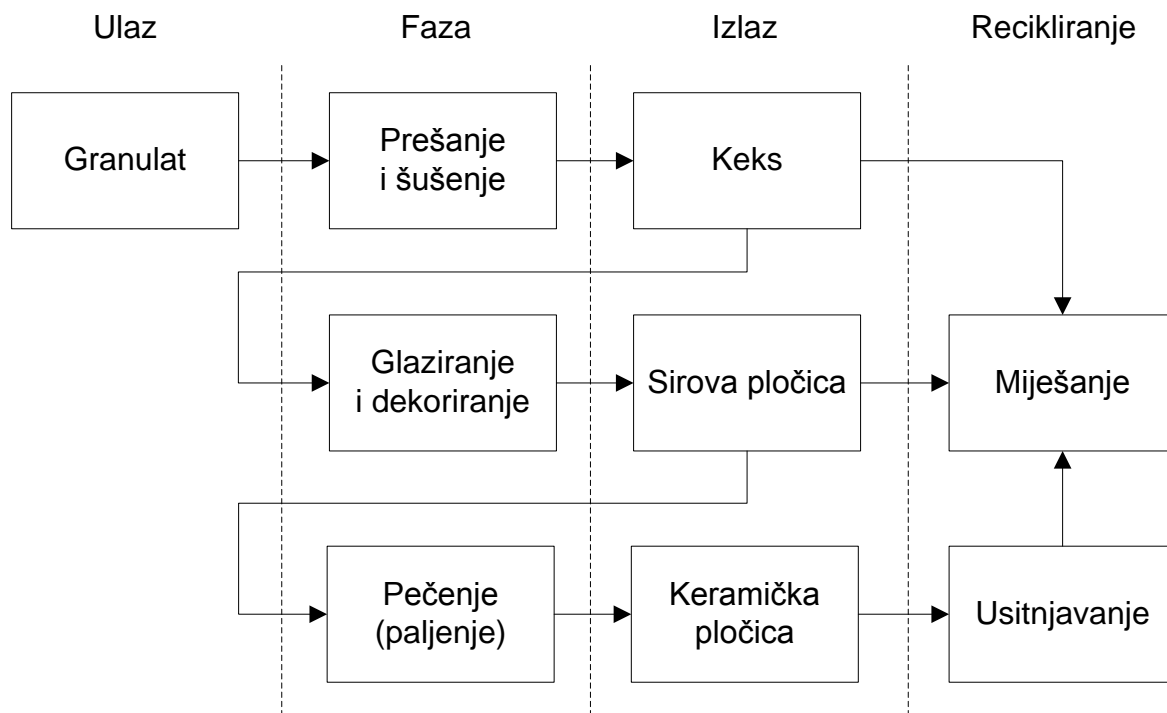 Ulaz
Faza
Izlaz
Recikliranje
Granulat
Prešanje
i šušenje
Keks
Glaziranje
i dekoriranje
Sirova pločica
Miješanje
Pečenje
(paljenje)
Keramička
pločica
Usitnjavanje